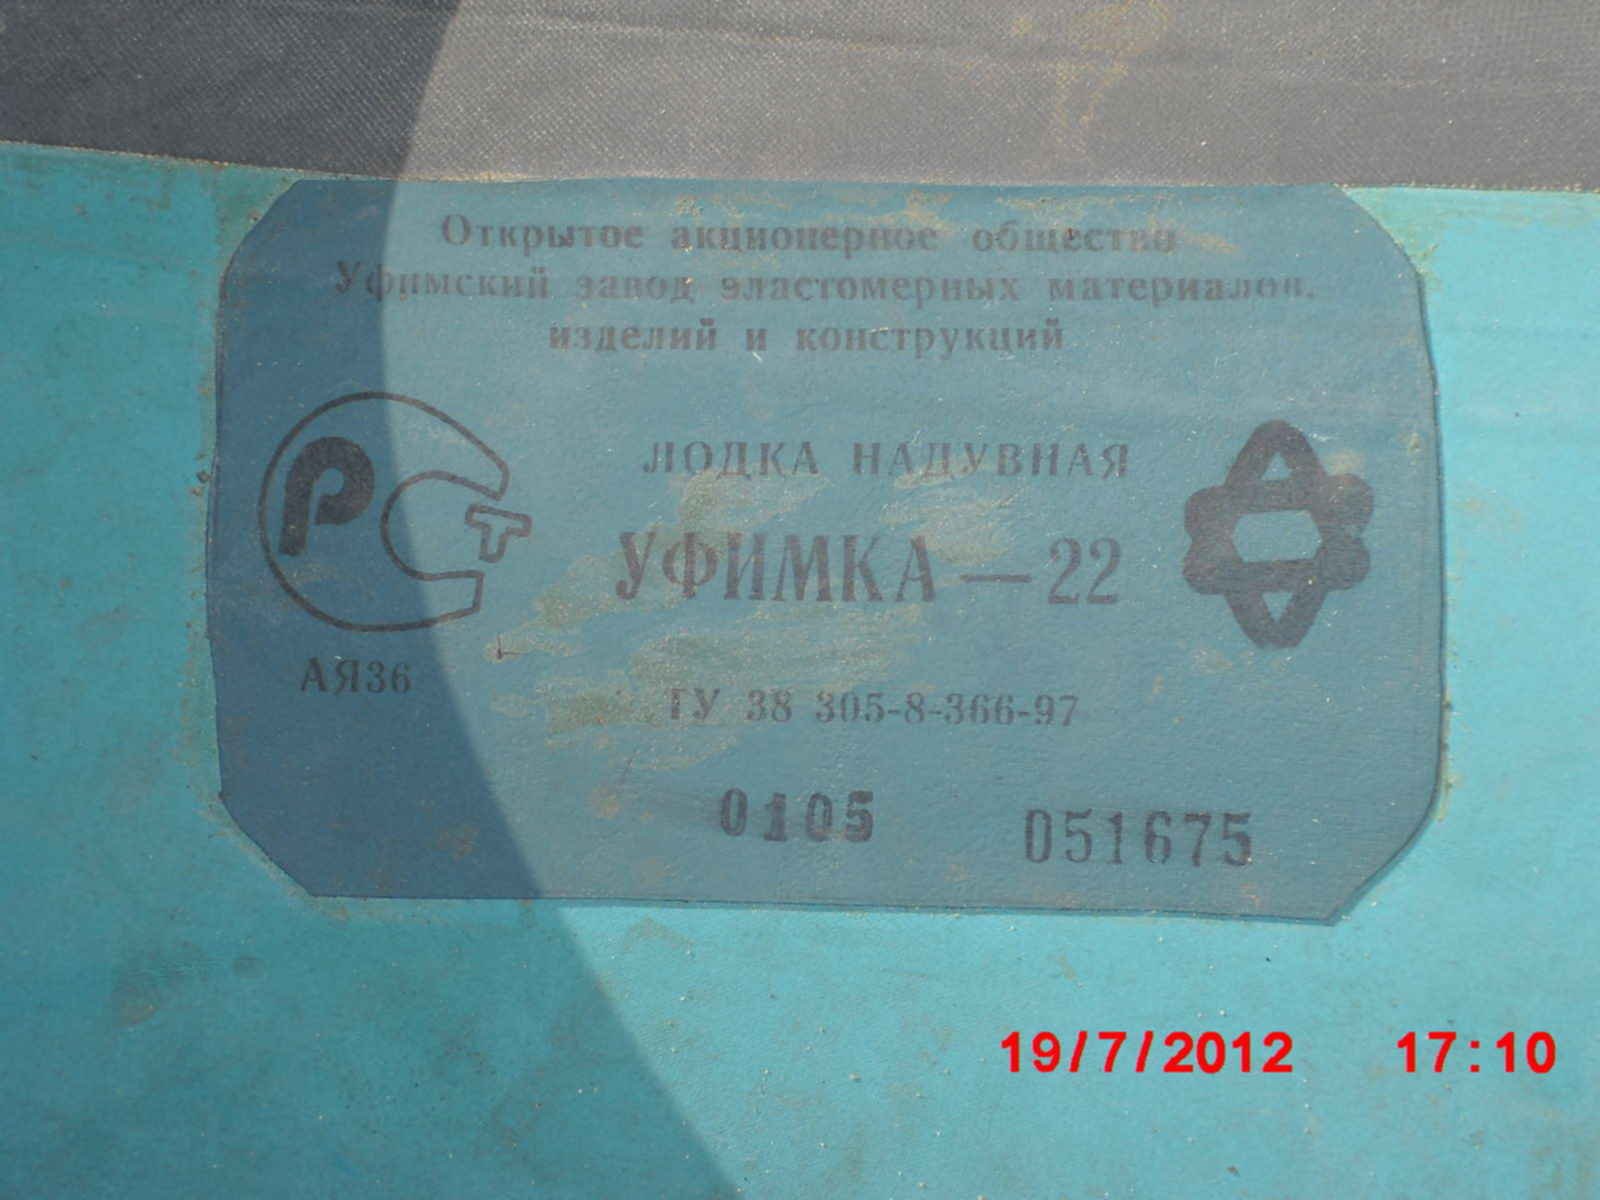 Открытое акционерное общество
Уфимский завод эластомерных материалов,
изделий и конструкций
РСТ
ЛОДКА НАДУВНАЯ
УФИМКА — 22
АЯ36
ТУ 38 305-8-366-97
0105 051675
19/7/2012 17:10